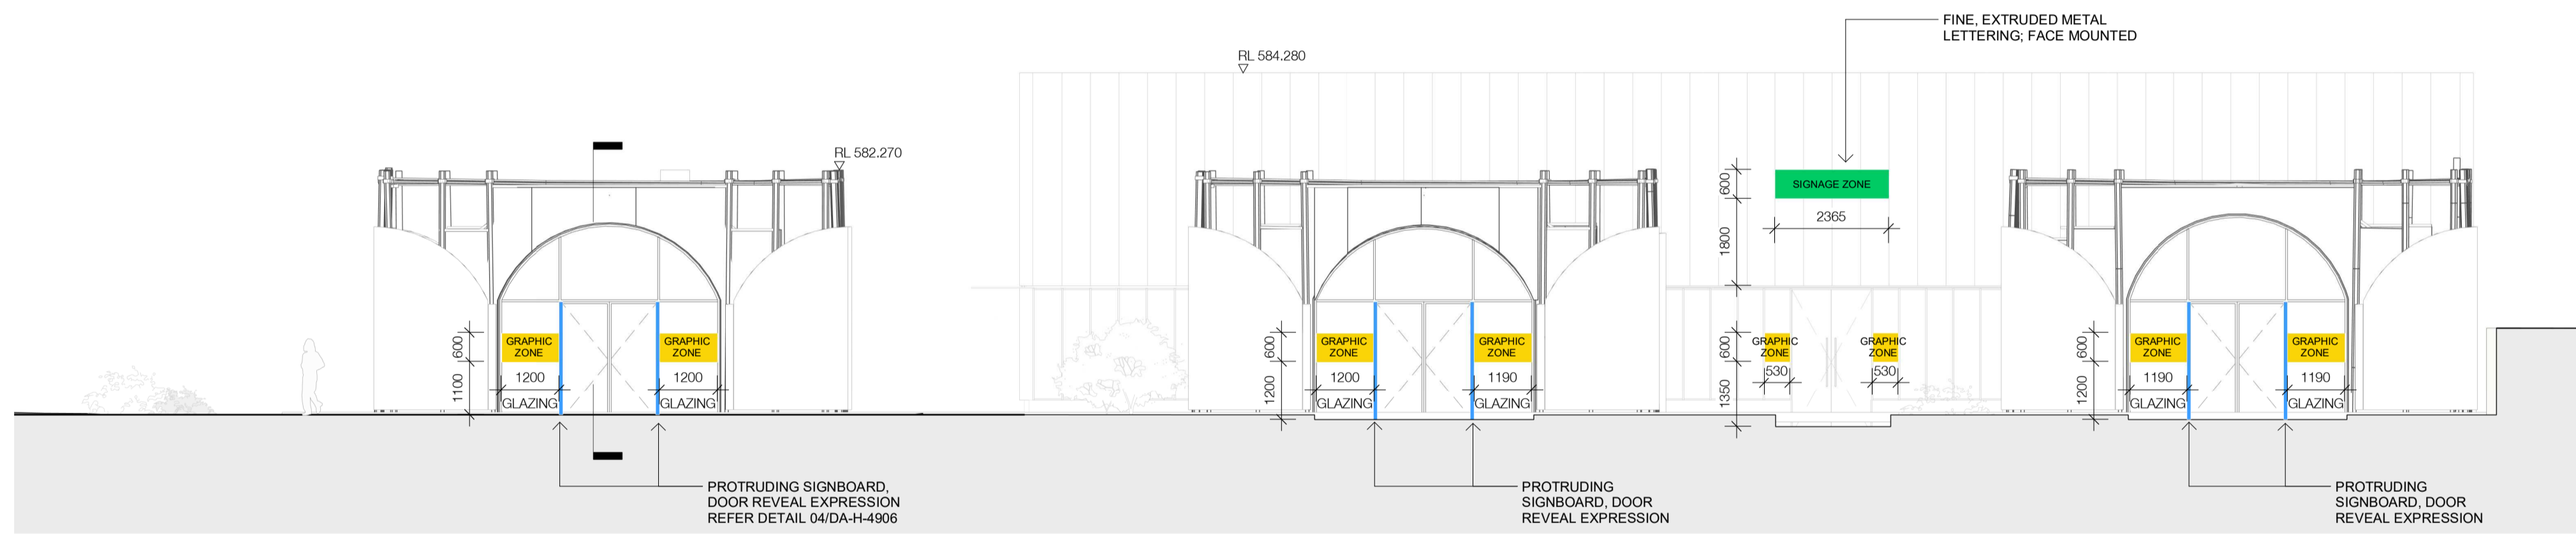 FINE, EXTRUDED METAL
LETTERING; FACE MOUNTED
RL 584.280
RL 582.270
600
SIGNAGE ZONE
2365
1800
600
GRAPHIC
ZONE
GRAPHIC
ZONE
1100
1200
1200
GLAZING
GLAZING
600
GRAPHIC
ZONE
GRAPHIC
ZONE
1200
1200
1190
GLAZING
GLAZING
600
GRAPHIC
ZONE
GRAPHIC
ZONE
1350
530
530
600
GRAPHIC
ZONE
GRAPHIC
ZONE
1200
1190
1190
GLAZING
GLAZING
PROTRUDING SIGNBOARD,
DOOR REVEAL EXPRESSION
REFER DETAIL 04/DA-H-4906
PROTRUDING
SIGNBOARD, DOOR
REVEAL EXPRESSION
PROTRUDING
SIGNBOARD, DOOR
REVEAL EXPRESSION